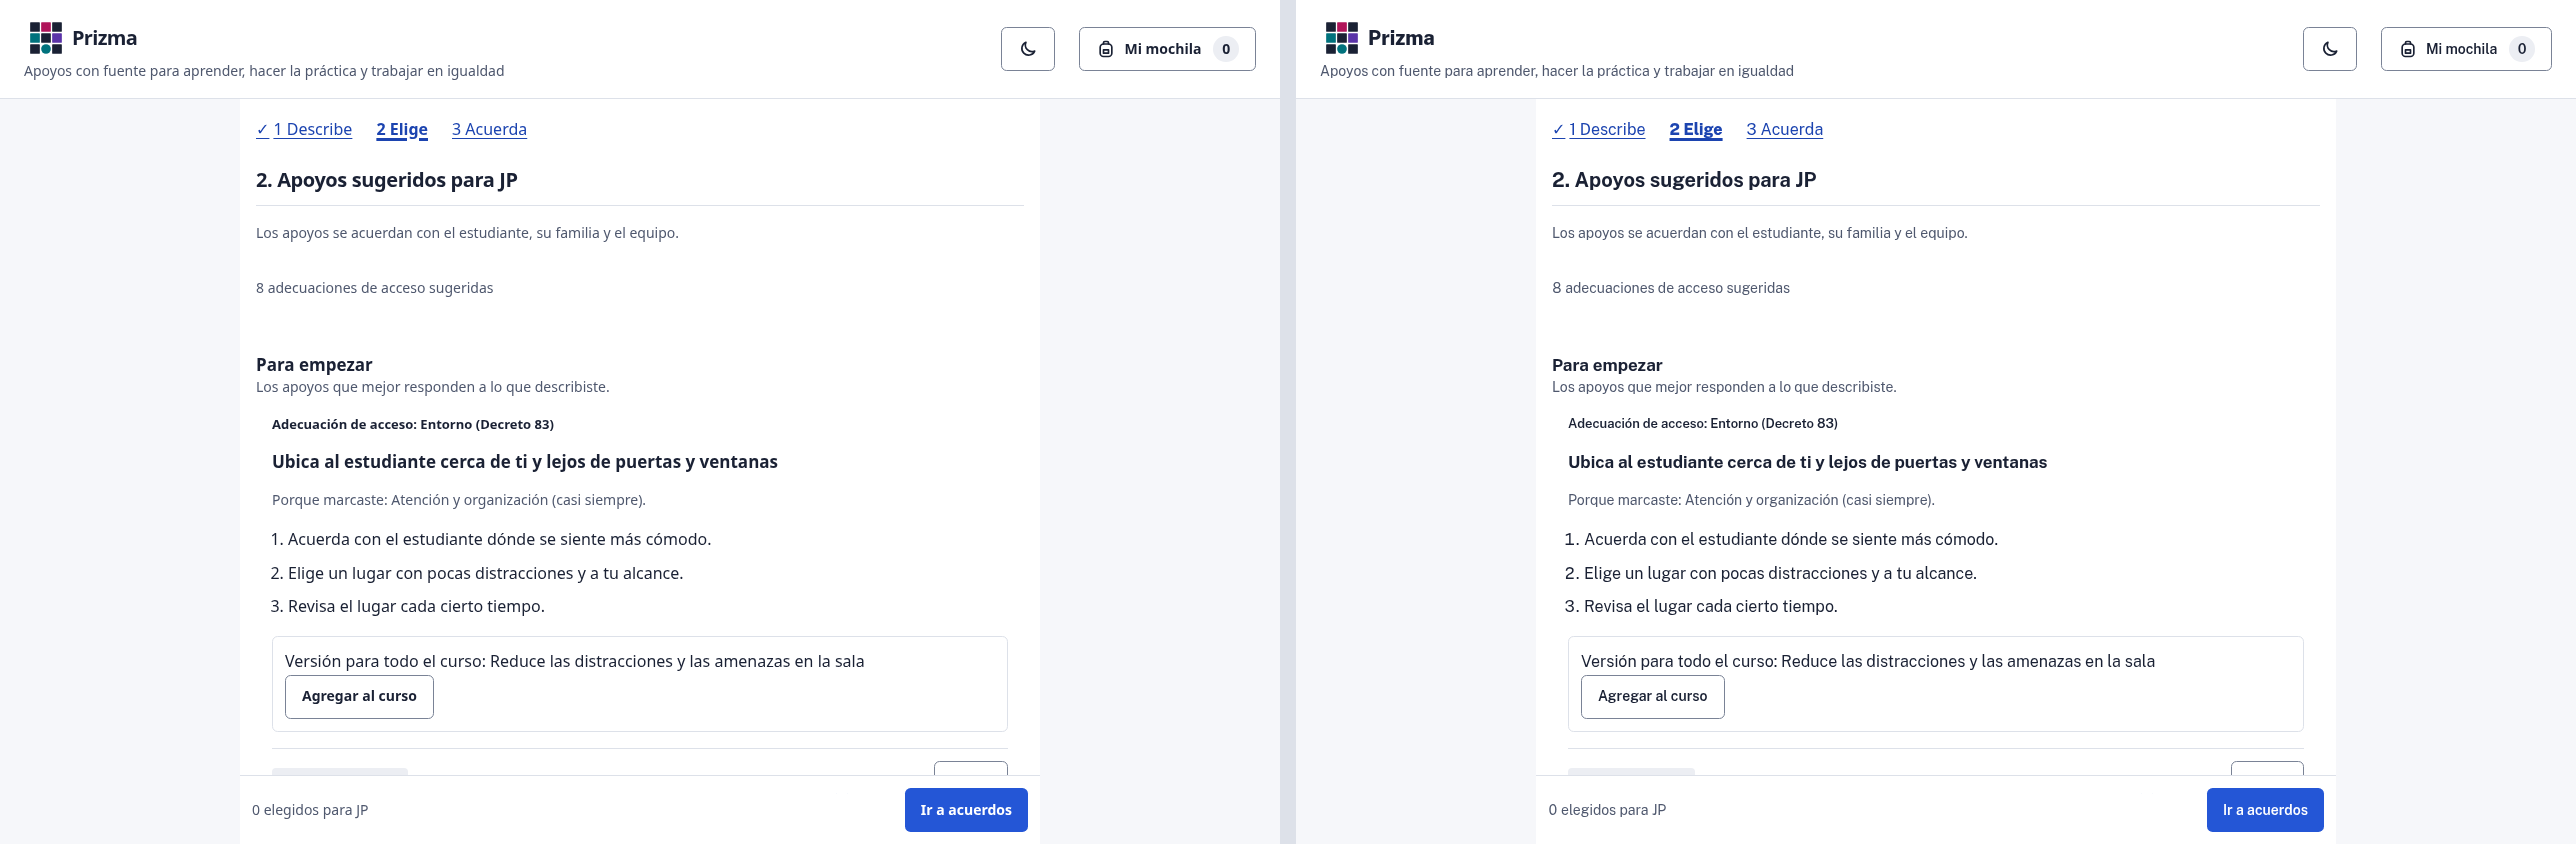 Prizma
Mi mochila 0
Apoyos con fuente para aprender, hacer la práctica y trabajar en igualdad
✓ 1 Describe 2 Elige 3 Acuerda
2. Apoyos sugeridos para JP
Los apoyos se acuerdan con el estudiante, su familia y el equipo.
8 adecuaciones de acceso sugeridas
Para empezar
Los apoyos que mejor responden a lo que describiste.
Adecuación de acceso: Entorno (Decreto 83)
Ubica al estudiante cerca de ti y lejos de puertas y ventanas
Porque marcaste: Atención y organización (casi siempre).
1. Acuerda con el estudiante dónde se siente más cómodo.
2. Elige un lugar con pocas distracciones y a tu alcance.
3. Revisa el lugar cada cierto tiempo.
Versión para todo el curso: Reduce las distracciones y las amenazas en la sala
Agregar al curso
0 elegidos para JP
Ir a acuerdos
Prizma
Mi mochila 0
Apoyos con fuente para aprender, hacer la práctica y trabajar en igualdad
✓ 1 Describe 2 Elige 3 Acuerda
2. Apoyos sugeridos para JP
Los apoyos se acuerdan con el estudiante, su familia y el equipo.
8 adecuaciones de acceso sugeridas
Para empezar
Los apoyos que mejor responden a lo que describiste.
Adecuación de acceso: Entorno (Decreto 83)
Ubica al estudiante cerca de ti y lejos de puertas y ventanas
Porque marcaste: Atención y organización (casi siempre).
1. Acuerda con el estudiante dónde se siente más cómodo.
2. Elige un lugar con pocas distracciones y a tu alcance.
3. Revisa el lugar cada cierto tiempo.
Versión para todo el curso: Reduce las distracciones y las amenazas en la sala
Agregar al curso
0 elegidos para JP
Ir a acuerdos